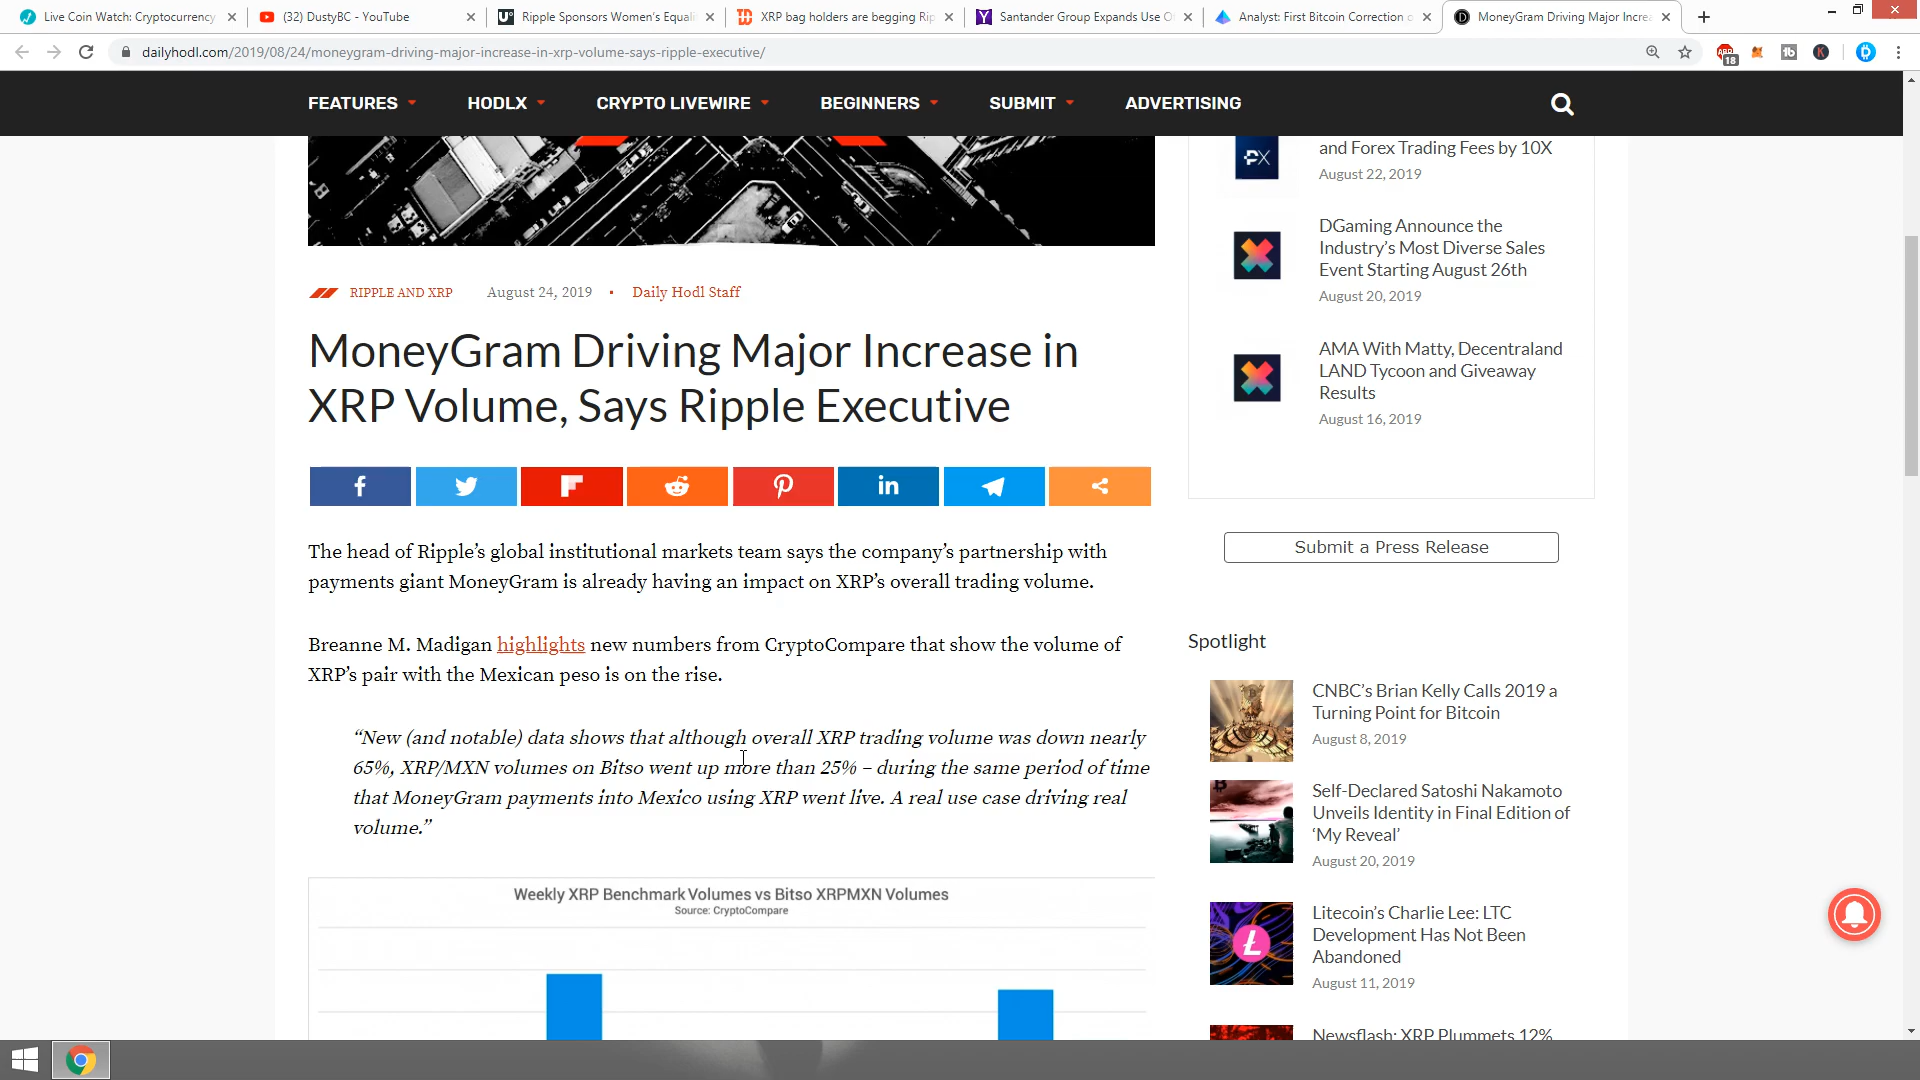 Live Coin Watch: Cryptocurrency
(32) DustyBC - YouTube
Ripple Sponsors Women's Equali
XRP bag holders are begging Rip
Santander Group Expands Use O
Analyst: First Bitcoin Correction o
MoneyGram Driving Major Increa
dailyhodl.com/2019/08/24/moneygram-driving-major-increase-in-xrp-volume-says-ripple-executive/
18
FEATURES
HODLX
CRYPTO LIVEWIRE
BEGINNERS
SUBMIT
ADVERTISING
RIPPLE AND XRP
August 24, 2019
Daily Hodl Staff
MoneyGram Driving Major Increase in
XRP Volume, Says Ripple Executive
The head of Ripple's global institutional markets team says the company's partnership with
payments giant MoneyGram is already having an impact on XRP's overall trading volume.
Breanne M. Madigan highlights new numbers from CryptoCompare that show the volume of
XRP's pair with the Mexican peso is on the rise.
“New (and notable) data shows that although overall XRP trading volume was down nearly
65%, XRP/MXN volumes on Bitso went up more than 25% – during the same period of time
that MoneyGram payments into Mexico using XRP went live. A real use case driving real
volume.”
Weekly XRP Benchmark Volumes vs Bitso XRPMXN Volumes
Source: CryptoCompare
PX
and Forex Trading Fees by 10X
August 22, 2019
DGaming Announce the
Industry's Most Diverse Sales
Event Starting August 26th
August 20, 2019
AMA With Matty, Decentraland
LAND Tycoon and Giveaway
Results
August 16, 2019
Submit a Press Release
Spotlight
CNBC's Brian Kelly Calls 2019 a
Turning Point for Bitcoin
August 8, 2019
Self-Declared Satoshi Nakamoto
Unveils Identity in Final Edition of
‘My Reveal’
August 20, 2019
Litecoin's Charlie Lee: LTC
Development Has Not Been
Abandoned
August 11, 2019
Newsflash: XRP Plummets 12%